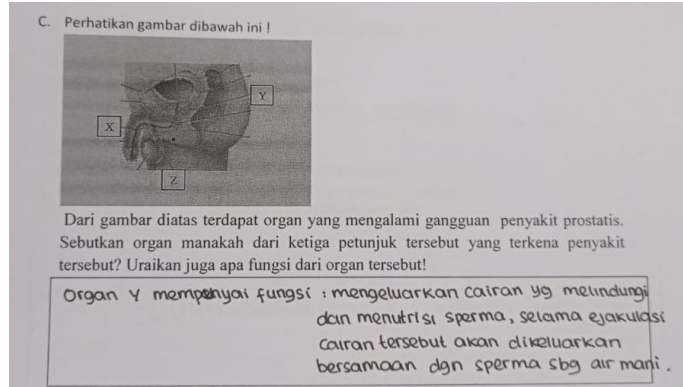 C. Perhatikan gambar dibawah ini !
Y
X
Z
Dari gambar diatas terdapat organ yang mengalami gangguan penyakit prostatis.
Sebutkan organ manakah dari ketiga petunjuk tersebut yang terkena penyakit
tersebut? Uraikan juga apa fungsi dari organ tersebut!
Organ Y mempunyai fungsi : mengeluarkan cairan yg melindungi
dan menutrisi sperma, selama ejakulasi
cairan tersebut akan dikeluarkan
bersamaan dgn sperma sbg air mani.